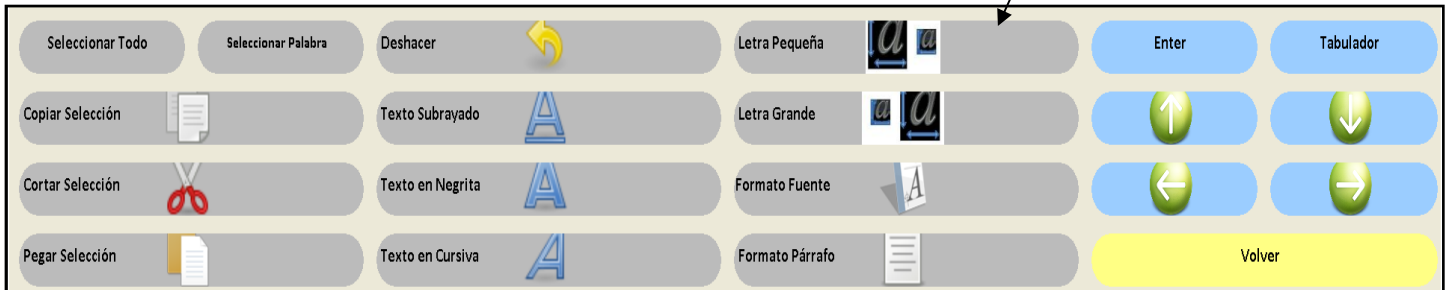 Seleccionar Todo
Seleccionar Palabra
Deshacer
Letra Pequeña
Enter
Tabulador
Copiar Selección
Texto Subrayado
Letra Grande
Cortar Selección
Texto en Negrita
Formato Fuente
Pegar Selección
Texto en Cursiva
Formato Párrafo
Volver